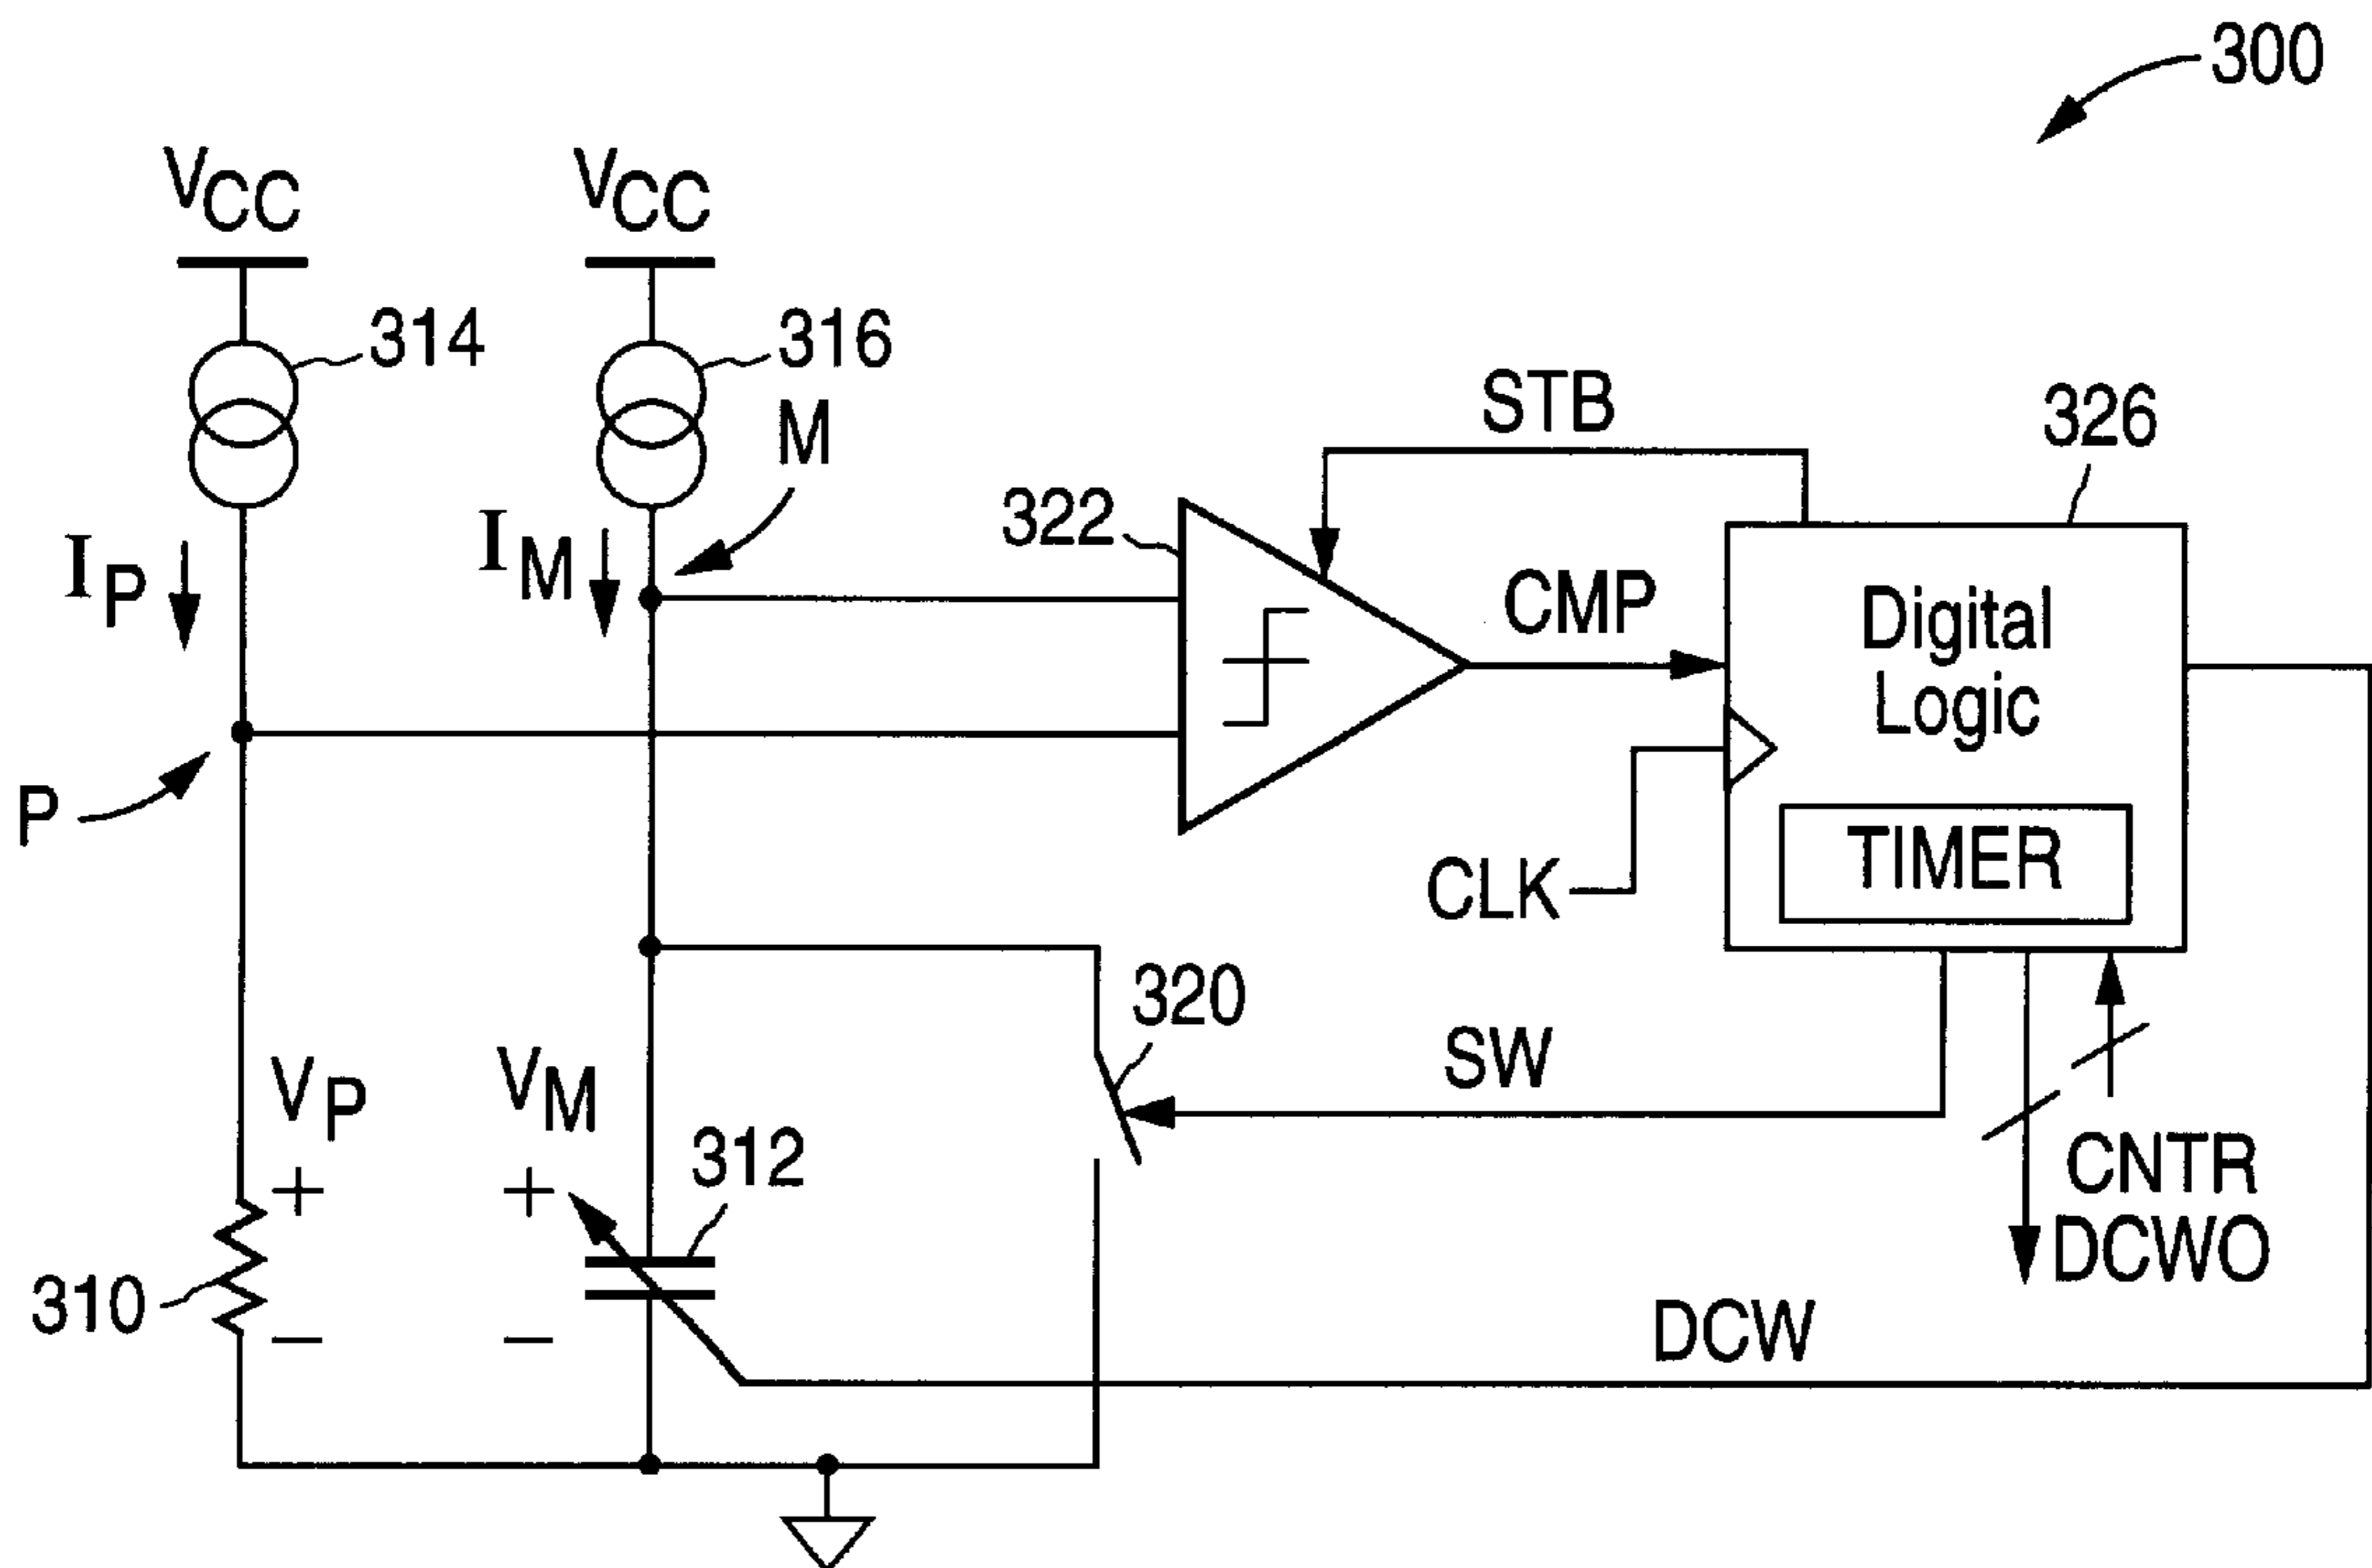 300
VCC
VCC
314
316
M
STB
326
IP
IM
322
CMP
Digital
Logic
P
TIMER
CLK
320
SW
VP
VM
312
CNTR
DCWO
310
DCW
+
+
−
−